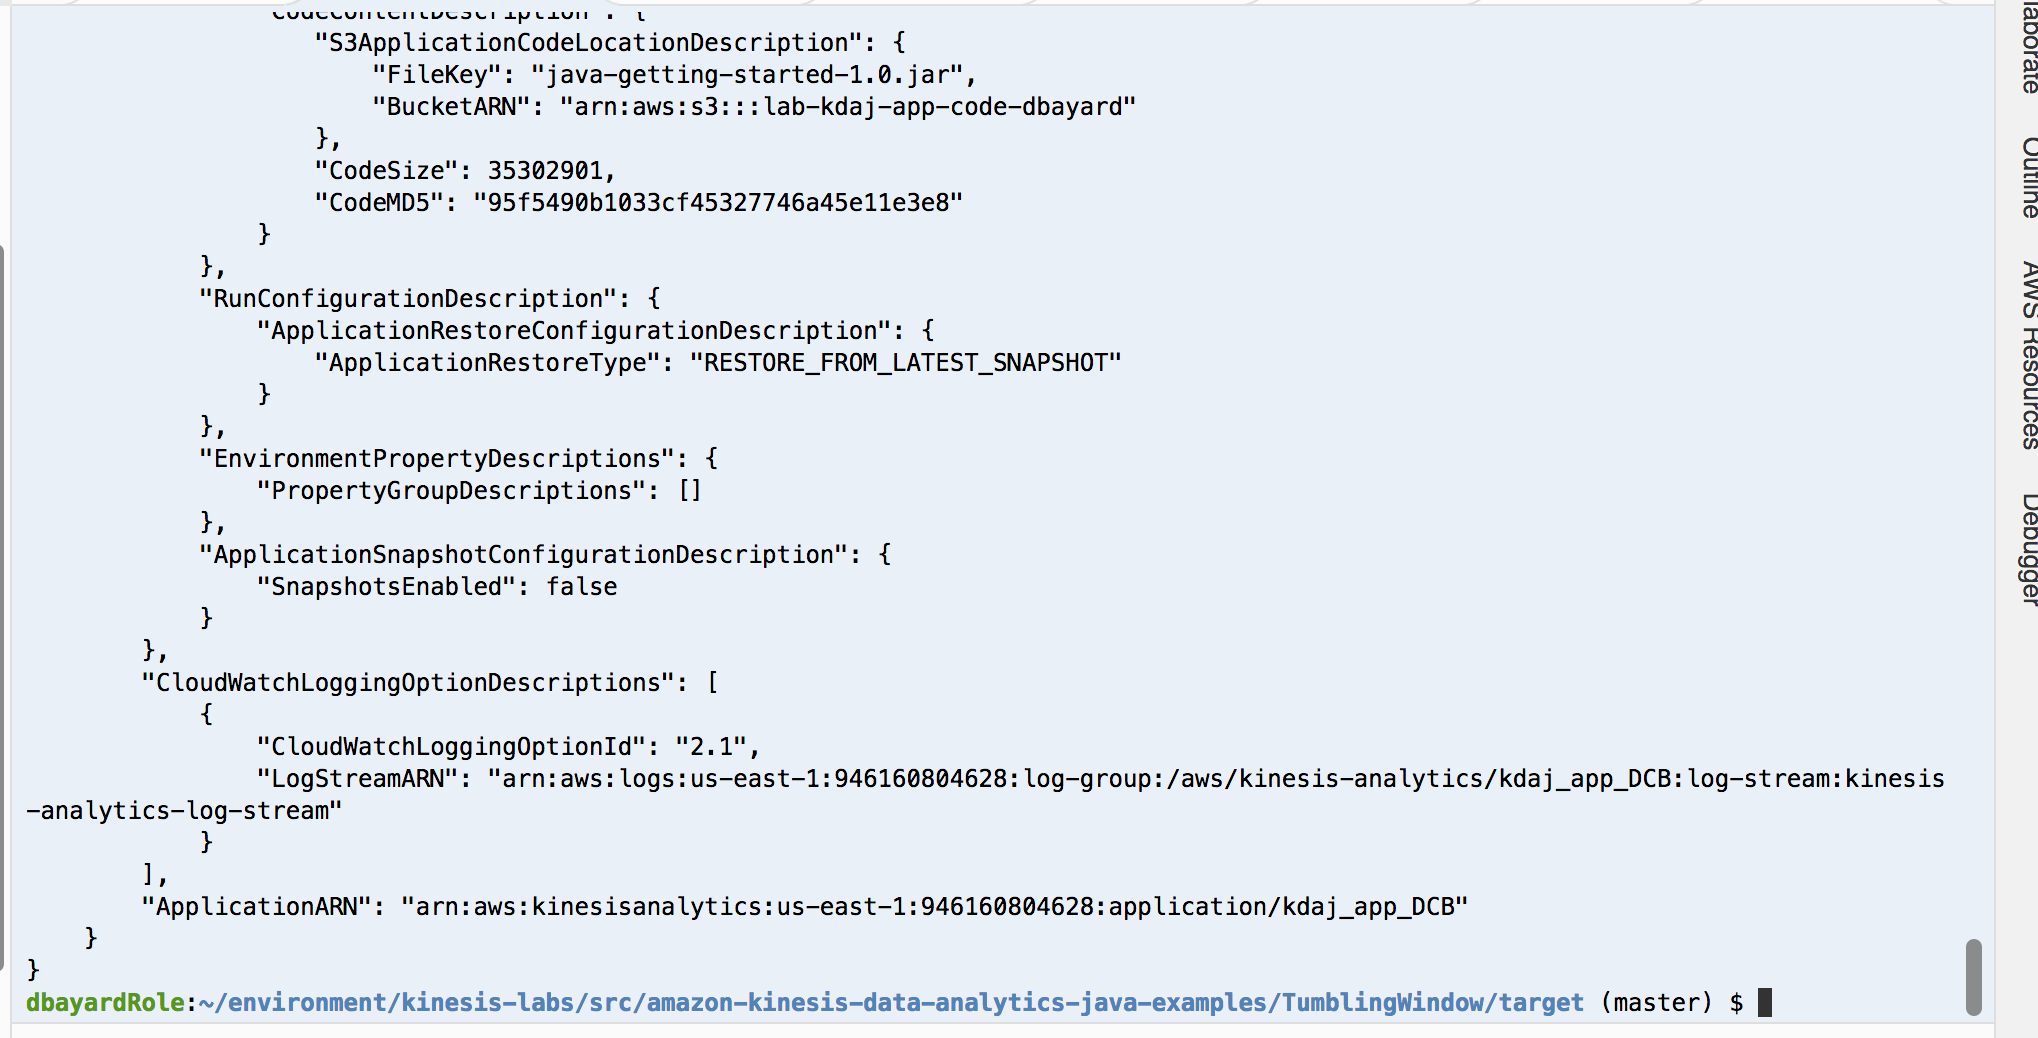 "CodeContentDescription": {
"S3ApplicationCodeLocationDescription": {
"FileKey": "java-getting-started-1.0.jar",
"BucketARN": "arn:aws:s3:::lab-kdaj-app-code-dbayard"
},
"CodeSize": 35302901,
"CodeMD5": "95f5490b1033cf45327746a45e11e3e8"
}
},
"RunConfigurationDescription": {
"ApplicationRestoreConfigurationDescription": {
"ApplicationRestoreType": "RESTORE_FROM_LATEST_SNAPSHOT"
}
},
"EnvironmentPropertyDescriptions": {
"PropertyGroupDescriptions": []
},
"ApplicationSnapshotConfigurationDescription": {
"SnapshotsEnabled": false
}
},
"CloudWatchLoggingOptionDescriptions": [
{
"CloudWatchLoggingOptionId": "2.1",
"LogStreamARN": "arn:aws:logs:us-east-1:946160804628:log-group:/aws/kinesis-analytics/kdaj_app_DCB:log-stream:kinesis
-analytics-log-stream"
}
],
"ApplicationARN": "arn:aws:kinesisanalytics:us-east-1:946160804628:application/kdaj_app_DCB"
}
}
dbayardRole:~/environment/kinesis-labs/src/amazon-kinesis-data-analytics-java-examples/TumblingWindow/target (master) $
Outline
AWS Resources
Debugger